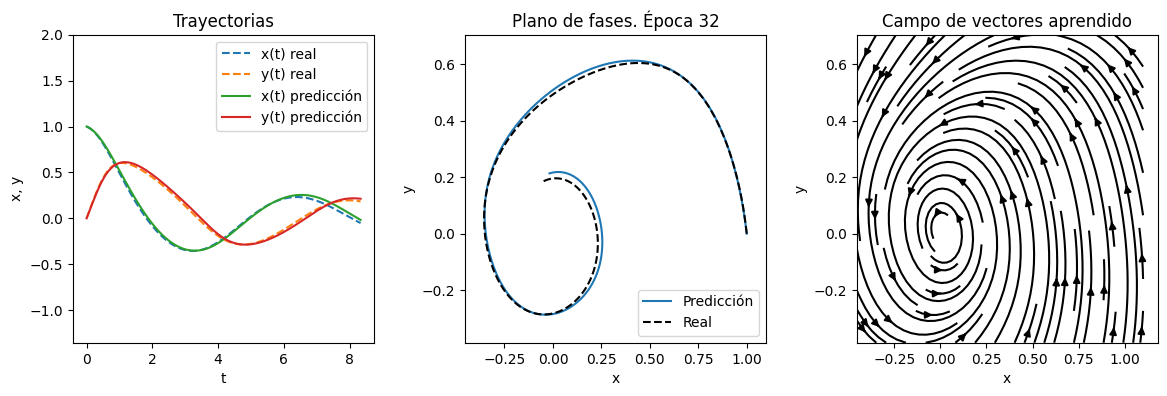 Trayectorias
x, y
2.0
1.5
1.0
0.5
0.0
−0.5
−1.0
x(t) real
y(t) real
x(t) predicción
y(t) predicción
0 2 4 6 8
t
Plano de fases. Época 32
y
0.6
0.4
0.2
0.0
−0.2
Predicción
Real
−0.25 0.00 0.25 0.50 0.75 1.00
x
Campo de vectores aprendido
y
0.6
0.4
0.2
0.0
−0.2
−0.25 0.00 0.25 0.50 0.75 1.00
x